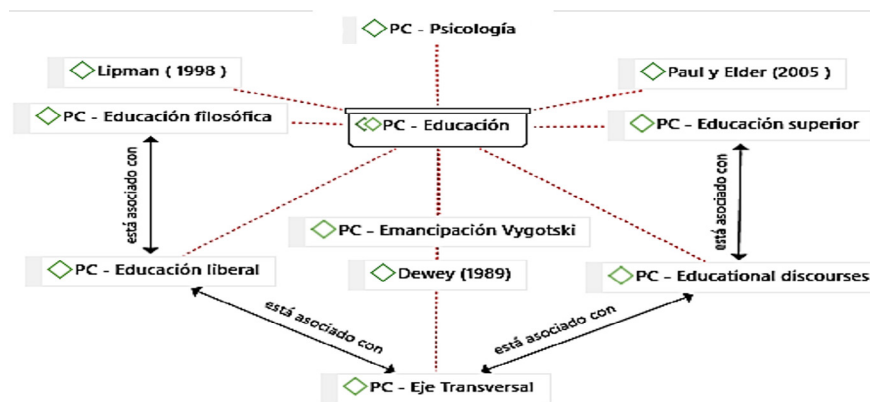 PC - Psicología
Lipman ( 1998 )
Paul y Elder (2005 )
PC - Educación filosófica
PC - Educación
PC - Educación superior
está asociado con
está asociado con
PC - Emancipación Vygotski
PC - Educación liberal
Dewey (1989)
PC - Educational discourses
está asociado con
está asociado con
PC - Eje Transversal